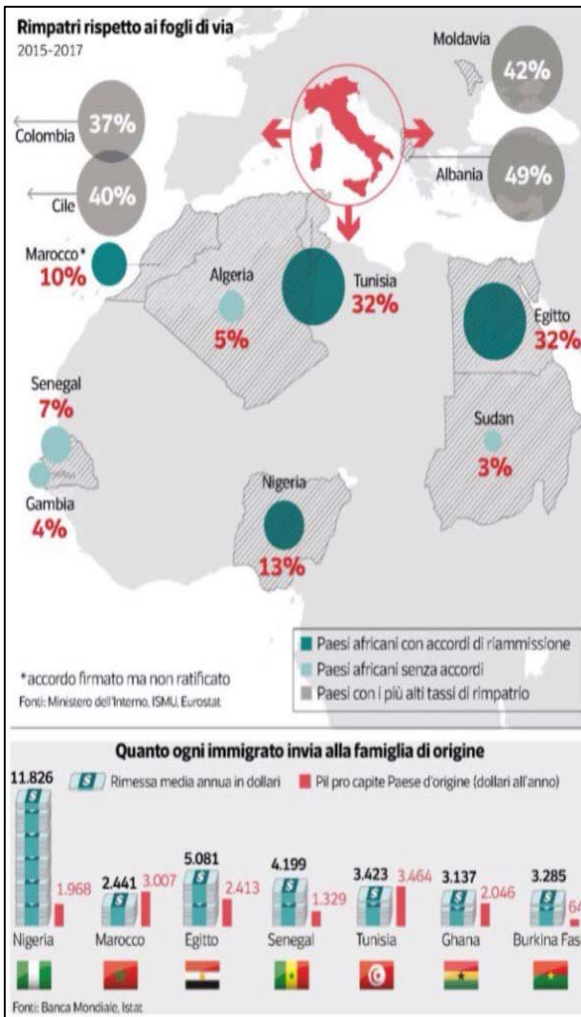 Rimpatri rispetto ai fogli di via
2015-2017
Moldavia
42%
37%
Colombia
Albania
49%
40%
Cile
Marocco*
10%
Algeria
5%
Tunisia
32%
Egitto
32%
Senegal
7%
Sudan
3%
Gambia
4%
Nigeria
13%
Paesi africani con accordi di riammissione
Paesi africani senza accordi
Paesi con i più alti tassi di rimpatrio
*accordo firmato ma non ratificato
Fonti: Ministero dell'Interno, ISMU, Eurostat
Quanto ogni immigrato invia alla famiglia di origine
$ Rimessa media annua in dollari
Pil pro capite Paese d'origine (dollari all'anno)
11.826 1.968
2.441 3.007
5.081 2.413
4.199 1.329
3.423 3.464
3.137 2.046
3.285
Nigeria Marocco Egitto Senegal Tunisia Ghana Burkina
Fonti: Banca Mondiale, Istat